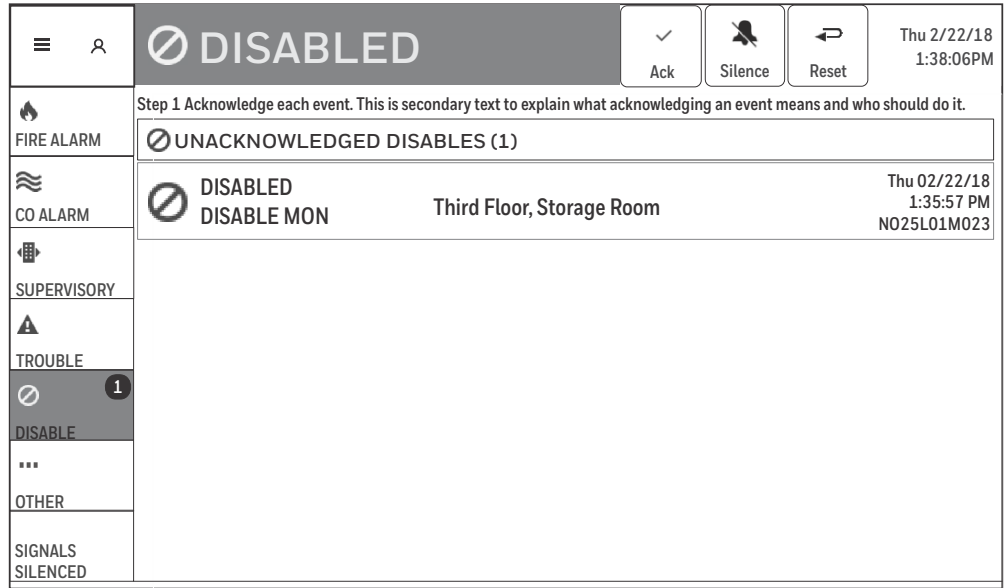 DISABLED
Ack
Silence
Reset
Thu 2/22/18
1:38:06PM
FIRE ALARM
CO ALARM
SUPERVISORY
TROUBLE
1
DISABLE
OTHER
SIGNALS
SILENCED
Step 1 Acknowledge each event. This is secondary text to explain what acknowledging an event means and who should do it.
UNACKNOWLEDGED DISABLES (1)
DISABLED
DISABLE MON
Third Floor, Storage Room
Thu 02/22/18
1:35:57 PM
N025L01M023